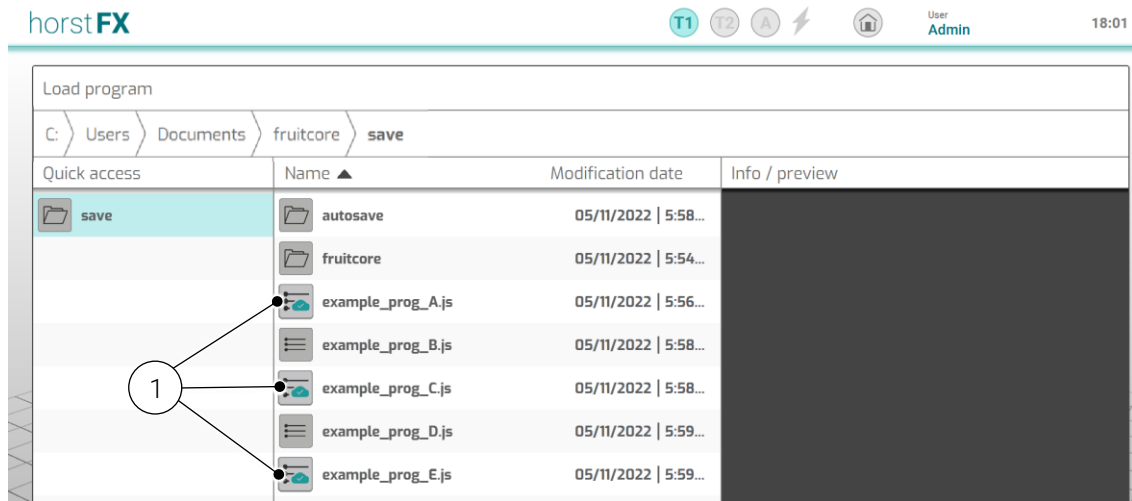 horstFX T1 T2 A User 18:01
Admin
Load program
C: Users Documents fruitcore save
Quick access Name ▲ Modification date Info / preview
save autosave 05/11/2022 | 5:58...
fruitcore 05/11/2022 | 5:54...
example_prog_A.js 05/11/2022 | 5:56...
example_prog_B.js 05/11/2022 | 5:58...
1 example_prog_C.js 05/11/2022 | 5:58...
example_prog_D.js 05/11/2022 | 5:59...
example_prog_E.js 05/11/2022 | 5:59...